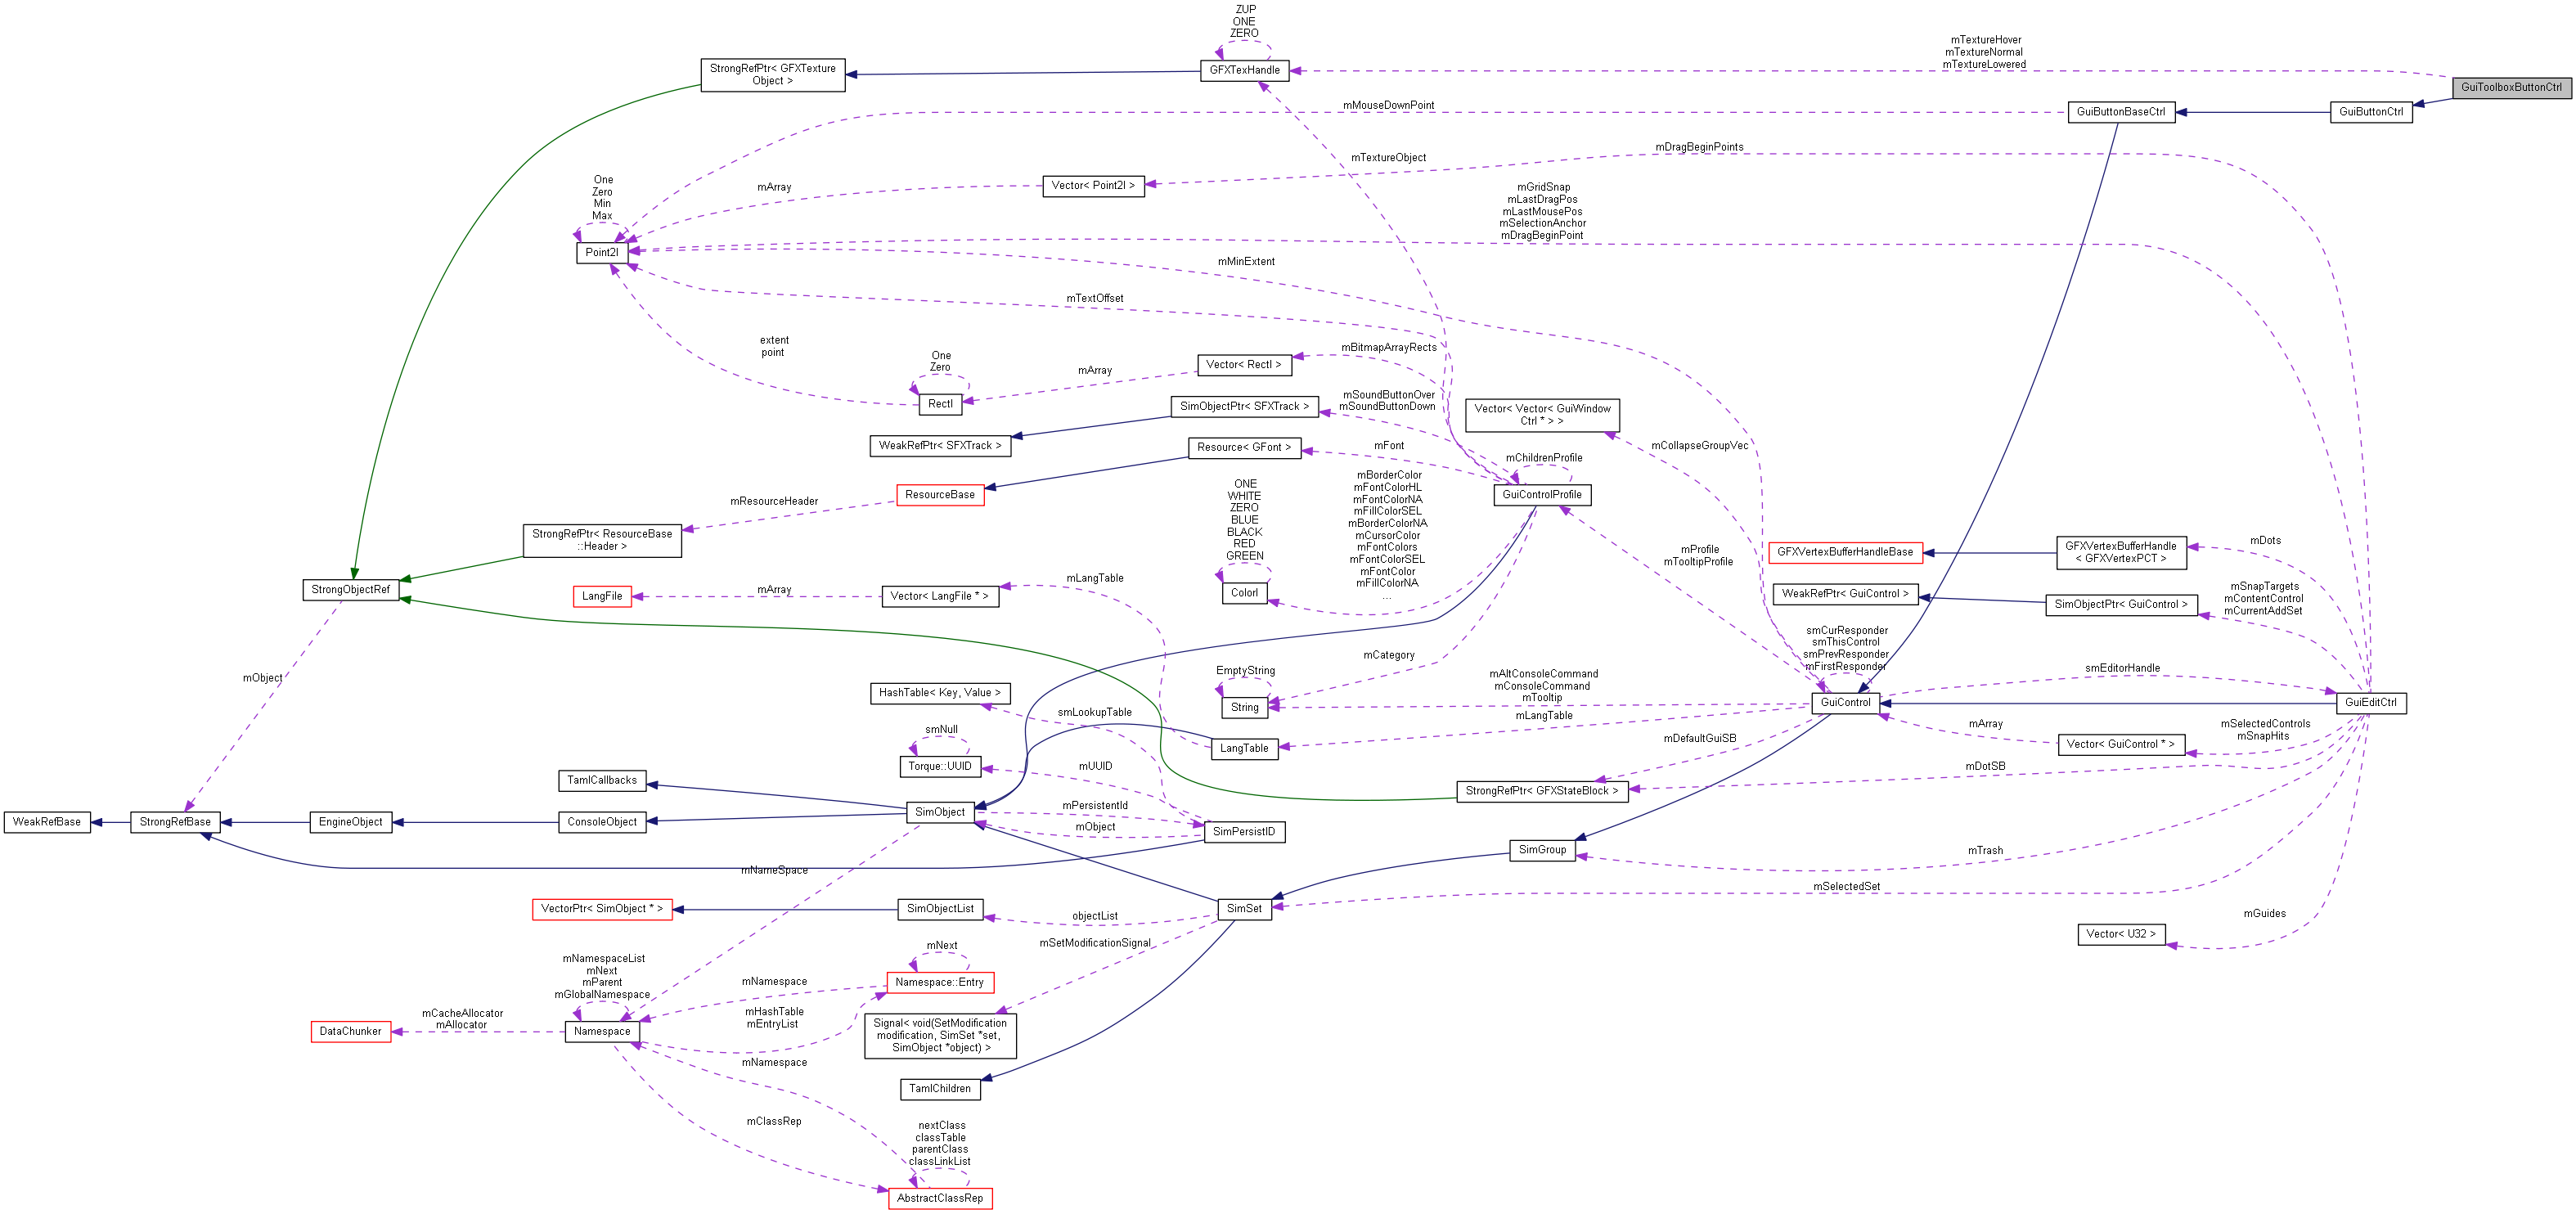 ZUP
ONE
ZERO
mTextureHover
mTextureNormal
mTextureLowered
StrongRefPtr< GFXTexture
Object >
GFXTexHandle
GuiToolboxButtonCtrl
mMouseDownPoint
GuiButtonBaseCtrl
GuiButtonCtrl
mTextureObject
mDragBeginPoints
One
Zero
Min
Max
mArray
Vector< Point2I >
mGridSnap
mLastDragPos
mLastMousePos
mSelectionAnchor
mDragBeginPoint
Point2I
mMinExtent
mTextOffset
extent
point
One
Zero
mArray
Vector< RectI >
mBitmapArrayRects
RectI
SimObjectPtr< SFXTrack >
mSoundButtonOver
mSoundButtonDown
Vector< Vector< GuiWindow
Ctrl * > >
WeakRefPtr< SFXTrack >
Resource< GFont >
mFont
mCollapseGroupVec
mChildrenProfile
ResourceBase
mResourceHeader
GuiControlProfile
ONE
WHITE
ZERO
BLUE
BLACK
RED
GREEN
mBorderColor
mFontColorHL
mFontColorNA
mFillColorSEL
mBorderColorNA
mCursorColor
mFontColors
mFontColorSEL
mFontColor
mFillColorNA
...
StrongRefPtr< ResourceBase
::Header >
mProfile
mTooltipProfile
GFXVertexBufferHandleBase
GFXVertexBufferHandle
< GFXVertexPCT >
mDots
StrongObjectRef
LangFile
mArray
Vector< LangFile * >
mLangTable
ColorI
WeakRefPtr< GuiControl >
SimObjectPtr< GuiControl >
mSnapTargets
mContentControl
mCurrentAddSet
smCurResponder
smThisControl
smPrevResponder
mFirstResponder
mObject
mCategory
EmptyString
mAltConsoleCommand
mConsoleCommand
mTooltip
smEditorHandle
HashTable< Key, Value >
smLookupTable
String
GuiControl
GuiEditCtrl
mLangTable
mArray
mSelectedControls
mSnapHits
smNull
LangTable
Vector< GuiControl * >
mDefaultGuiSB
Torque::UUID
mUUID
mDotSB
TamlCallbacks
StrongRefPtr< GFXStateBlock >
SimObject
mPersistentId
WeakRefBase
StrongRefBase
EngineObject
ConsoleObject
mObject
SimPersistID
SimGroup
mTrash
mNameSpace
mSelectedSet
VectorPtr< SimObject * >
SimObjectList
objectList
SimSet
mGuides
mSetModificationSignal
Vector< U32 >
mNext
mNamespaceList
mNext
mParent
mGlobalNamespace
mNamespace
Namespace::Entry
mCacheAllocator
mAllocator
mHashTable
mEntryList
DataChunker
Namespace
Signal< void(SetModification
modification, SimSet *set,
SimObject *object) >
mNamespace
TamlChildren
mClassRep
nextClass
classTable
parentClass
classLinkList
AbstractClassRep